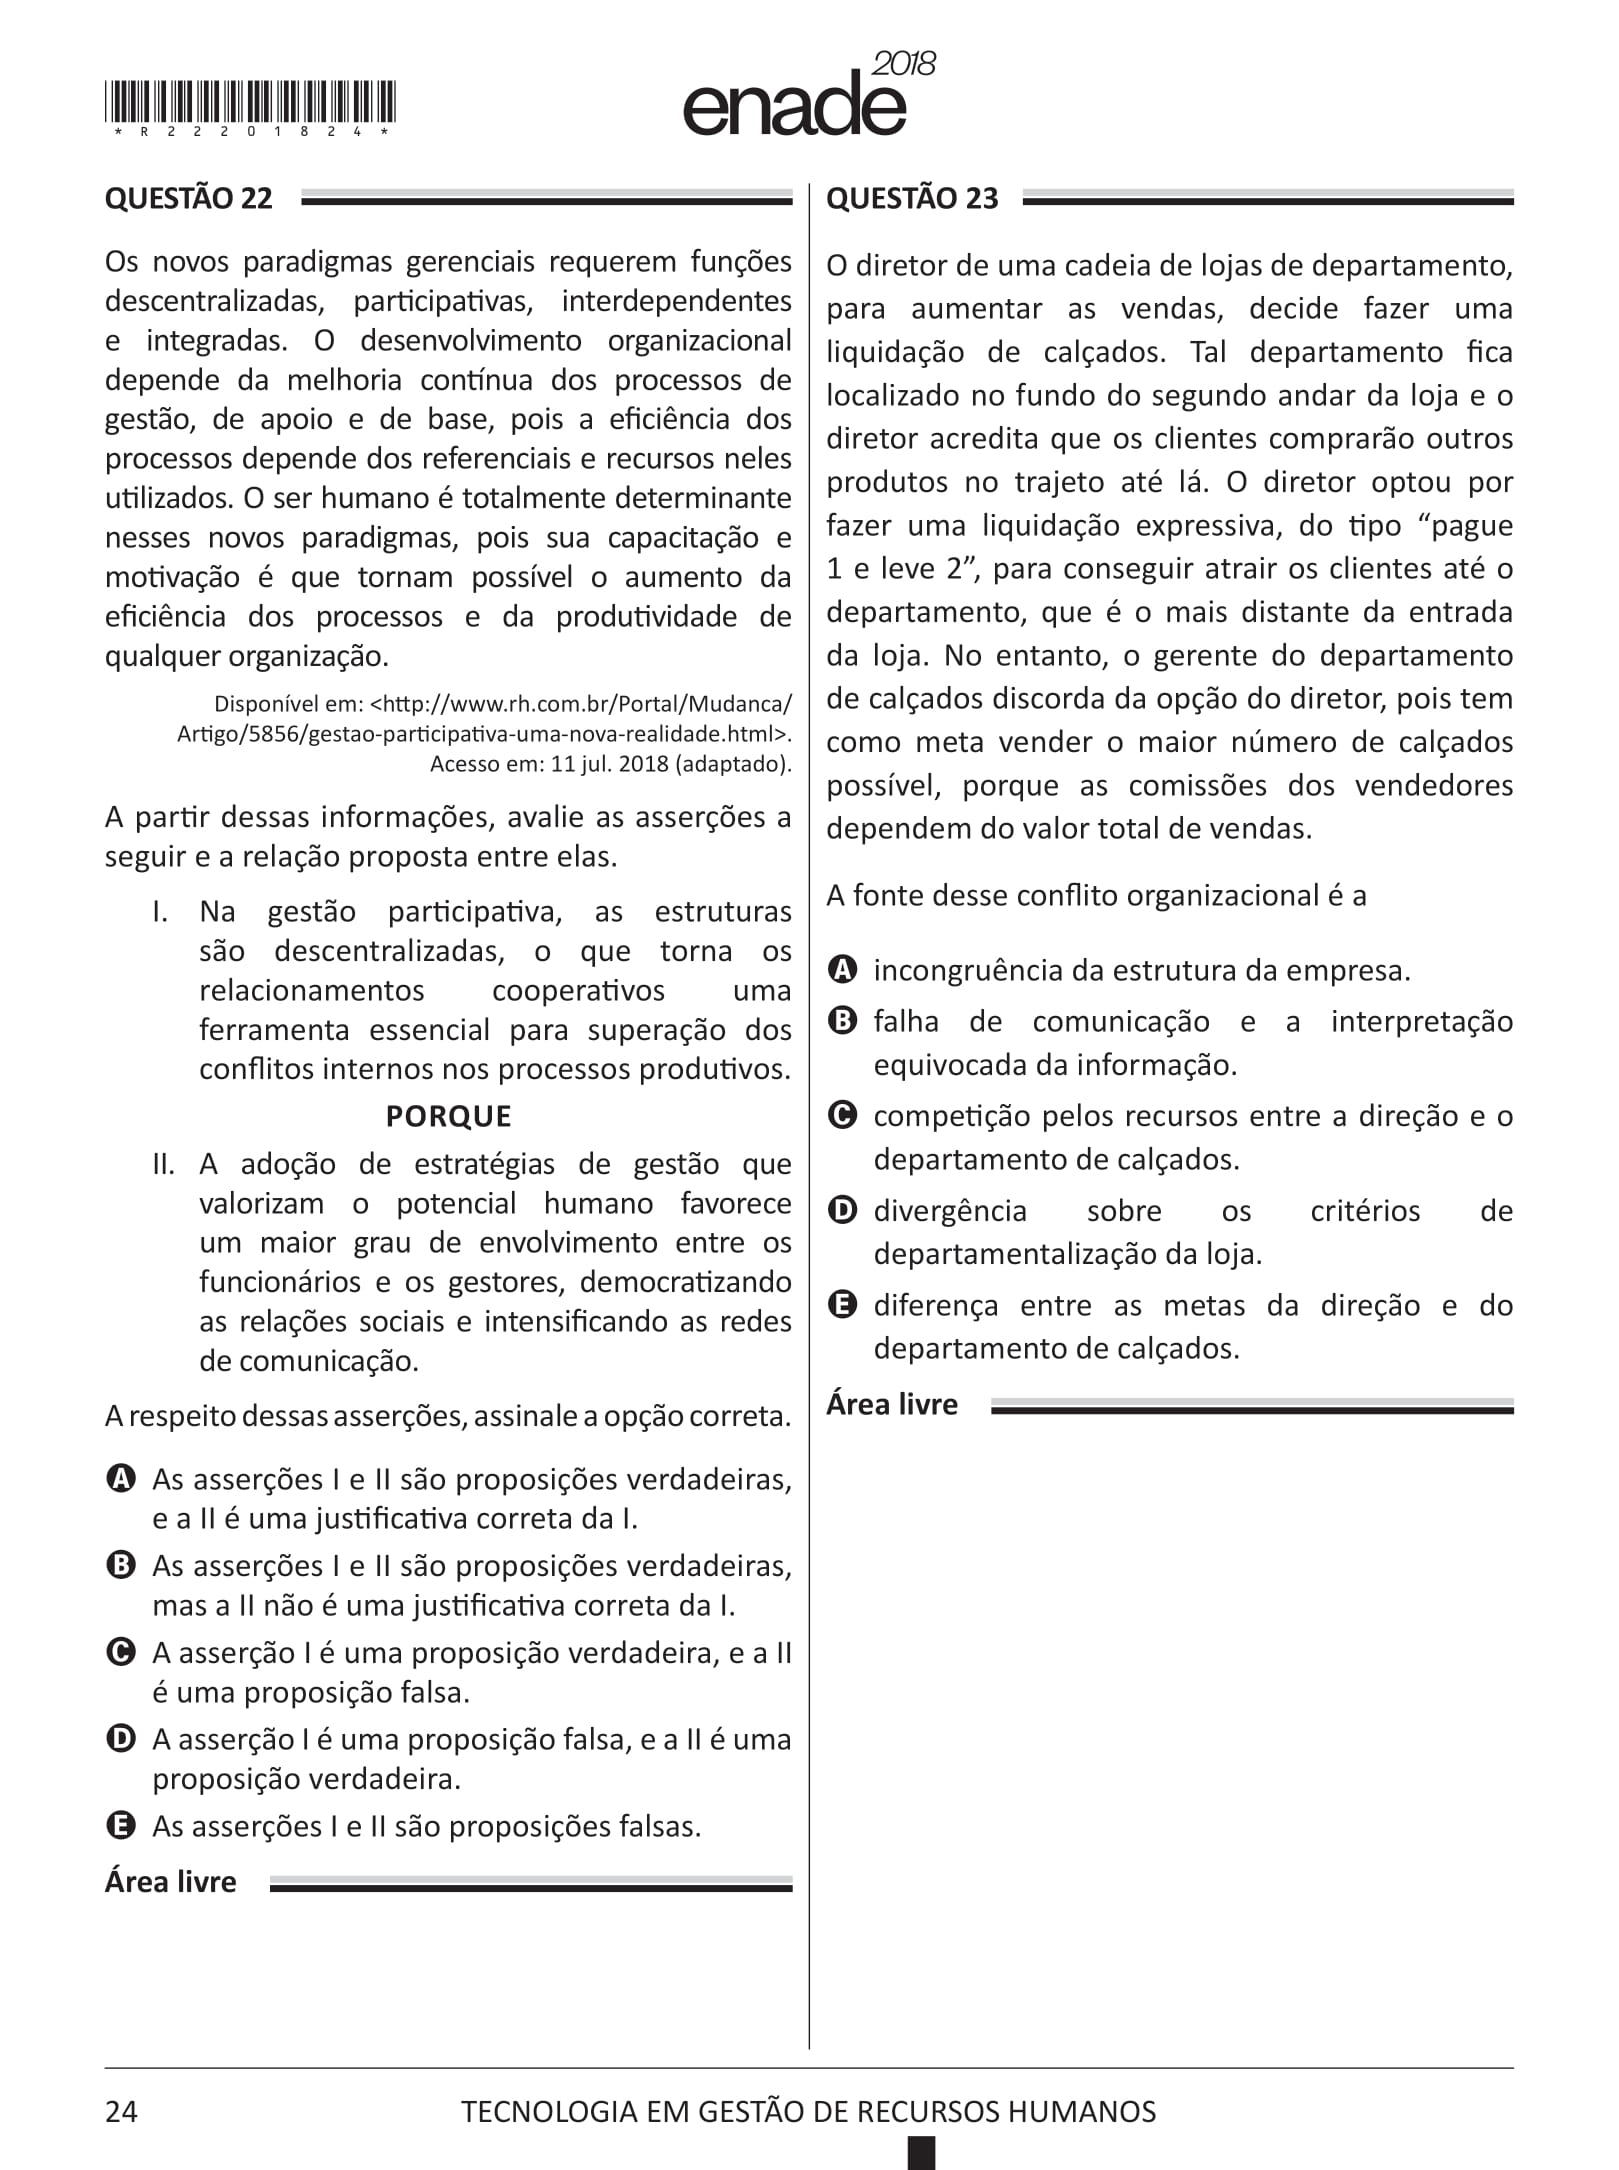 *R22201824*
enade2018
QUESTÃO 22
Os novos paradigmas gerenciais requerem funções
descentralizadas, participativas, interdependentes
e integradas. O desenvolvimento organizacional
depende da melhoria contínua dos processos de
gestão, de apoio e de base, pois a eficiência dos
processos depende dos referenciais e recursos neles
utilizados. O ser humano é totalmente determinante
nesses novos paradigmas, pois sua capacitação e
motivação é que tornam possível o aumento da
eficiência dos processos e da produtividade de
qualquer organização.
Disponível em: <http://www.rh.com.br/Portal/Mudanca/
Artigo/5856/gestao-participativa-uma-nova-realidade.html>.
Acesso em: 11 jul. 2018 (adaptado).
A partir dessas informações, avalie as asserções a
seguir e a relação proposta entre elas.
I. Na gestão participativa, as estruturas
são descentralizadas, o que torna os
relacionamentos cooperativos uma
ferramenta essencial para superação dos
conflitos internos nos processos produtivos.
PORQUE
II. A adoção de estratégias de gestão que
valorizam o potencial humano favorece
um maior grau de envolvimento entre os
funcionários e os gestores, democratizando
as relações sociais e intensificando as redes
de comunicação.
A respeito dessas asserções, assinale a opção correta.
A As asserções I e II são proposições verdadeiras,
e a II é uma justificativa correta da I.
B As asserções I e II são proposições verdadeiras,
mas a II não é uma justificativa correta da I.
C A asserção I é uma proposição verdadeira, e a II
é uma proposição falsa.
D A asserção I é uma proposição falsa, e a II é uma
proposição verdadeira.
E As asserções I e II são proposições falsas.
Área livre
QUESTÃO 23
O diretor de uma cadeia de lojas de departamento,
para aumentar as vendas, decide fazer uma
liquidação de calçados. Tal departamento fica
localizado no fundo do segundo andar da loja e o
diretor acredita que os clientes comprarão outros
produtos no trajeto até lá. O diretor optou por
fazer uma liquidação expressiva, do tipo “pague
1 e leve 2”, para conseguir atrair os clientes até o
departamento, que é o mais distante da entrada
da loja. No entanto, o gerente do departamento
de calçados discorda da opção do diretor, pois tem
como meta vender o maior número de calçados
possível, porque as comissões dos vendedores
dependem do valor total de vendas.
A fonte desse conflito organizacional é a
A incongruência da estrutura da empresa.
B falha de comunicação e a interpretação
equivocada da informação.
C competição pelos recursos entre a direção e o
departamento de calçados.
D divergência sobre os critérios de
departamentalização da loja.
E diferença entre as metas da direção e do
departamento de calçados.
Área livre
24
TECNOLOGIA EM GESTÃO DE RECURSOS HUMANOS